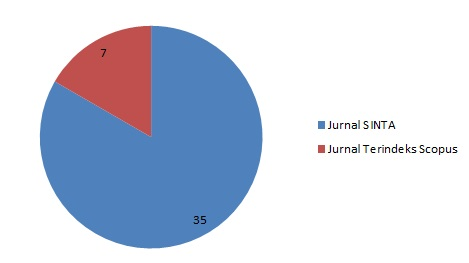 7
35
Jurnal SINTA
Jurnal Terindeks Scopus